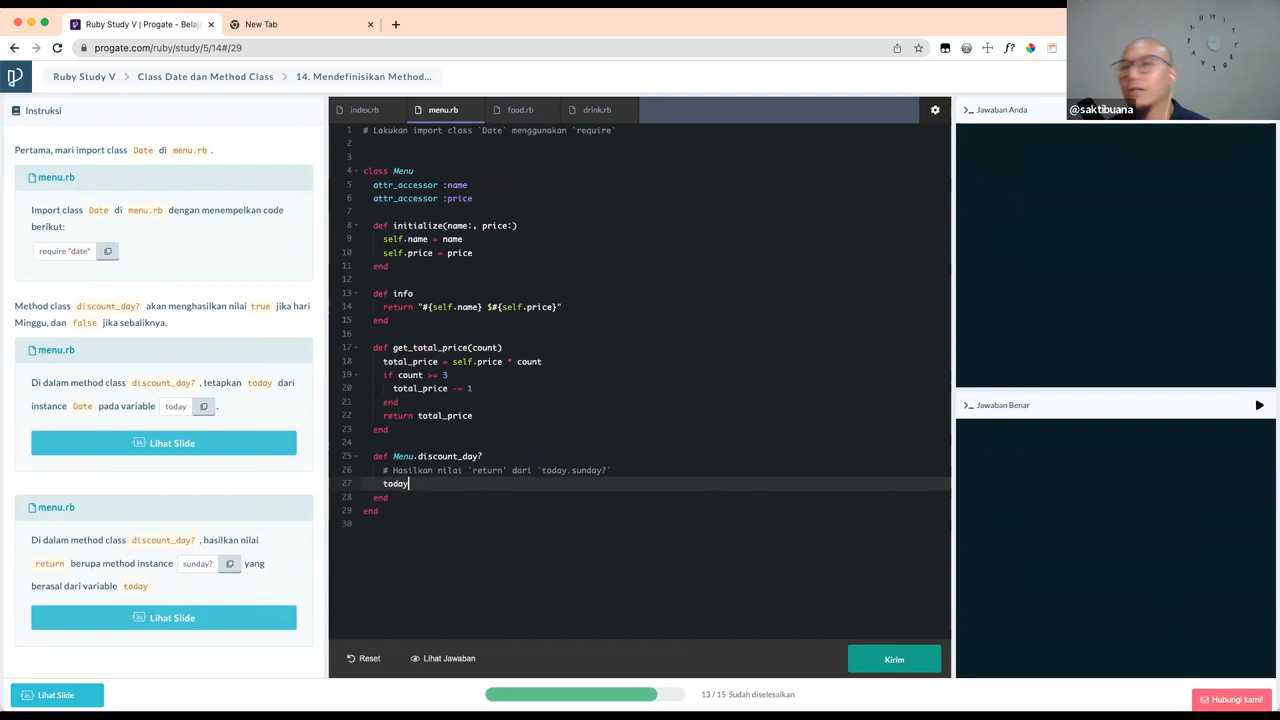 Ruby Study V | Progate - Belaj
New Tab
progate.com/ruby/study/5/14#/29
Ruby Study V
Class Date dan Method Class
14. Mendefinisikan Method...
@saktibuana
Instruksi
Pertama, mari import class Date di menu.rb .
menu.rb
Import class Date di menu.rb dengan menempelkan code
berikut:
require "date"
Method class discount_day? akan menghasilkan nilai true jika hari
Minggu, dan false jika sebaliknya.
menu.rb
Di dalam method class discount_day? , tetapkan today dari
instance Date pada variable today .
Lihat Slide
menu.rb
Di dalam method class discount_day? , hasilkan nilai
return berupa method instance sunday? yang
berasal dari variable today
Lihat Slide
Lihat Slide
index.rb
menu.rb
food.rb
drink.rb
1 # Lakukan import class `Date` menggunakan `require`
2
3
4 class Menu
5 attr_accessor :name
6 attr_accessor :price
7
8 def initialize(name:, price:)
9 self.name = name
10 self.price = price
11 end
12
13 def info
14 return "#{self.name} $#{self.price}"
15 end
16
17 def get_total_price(count)
18 total_price = self.price * count
19 if count >= 3
20 total_price -= 1
21 end
22 return total_price
23 end
24
25 def Menu.discount_day?
26 # Hasilkan nilai `return' dari `today.sunday?`
27 today
28 end
29 end
30
Reset
Lihat Jawaban
Kirim
13 / 15 Sudah diselesaikan
Jawaban Anda
Jawaban Benar
Hubungi kami!